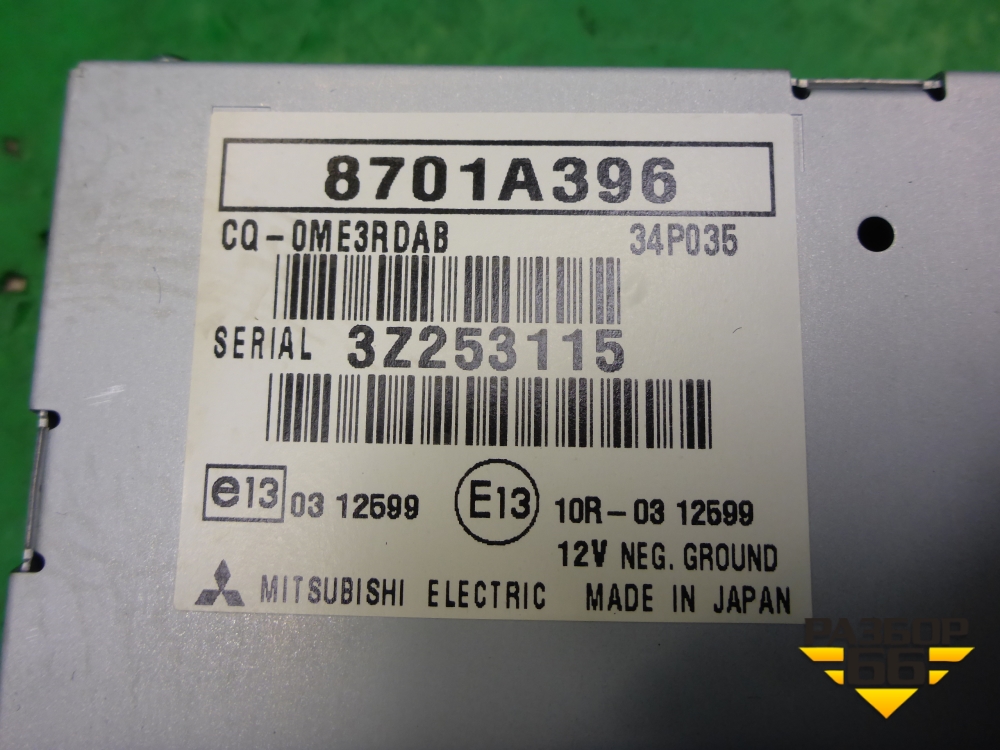 8701A396
CQ-0ME3RDAB 34P035
SERIAL 3Z253115
e13 03 12599 E13 10R-03 12599
12V NEG. GROUND
MITSUBISHI ELECTRIC MADE IN JAPAN
РАЗБОР
66